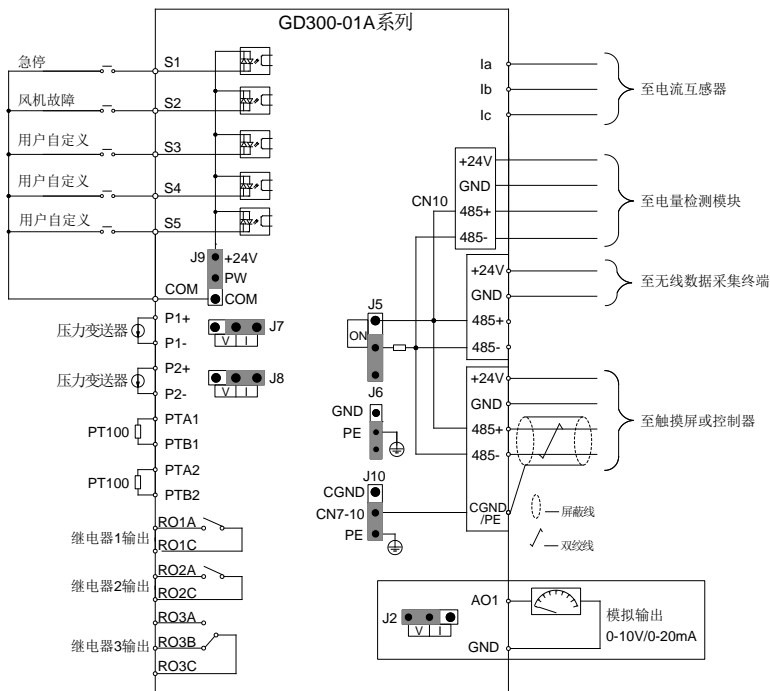 GD300-01A系列
急停
S1
风机故障
S2
用户自定义
S3
用户自定义
S4
用户自定义
S5
J9
+24V
PW
COM
COM
P1+
压力变送器
P1-
J7
V I
P2+
压力变送器
P2-
J8
V I
PTA1
PT100
PTB1
PTA2
PT100
PTB2
RO1A
继电器1输出
RO1C
RO2A
继电器2输出
RO2C
RO3A
继电器3输出
RO3B
RO3C
Ia
Ib
Ic
至电流互感器
CN10
+24V
GND
485+
485-
至电量检测模块
+24V
GND
485+
485-
至无线数据采集终端
J5
ON
J6
GND
PE
+24V
GND
485+
485-
CGND
/PE
至触摸屏或控制器
J10
CGND
CN7-10
PE
屏蔽线
双绞线
J2
V I
AO1
GND
模拟输出
0-10V/0-20mA